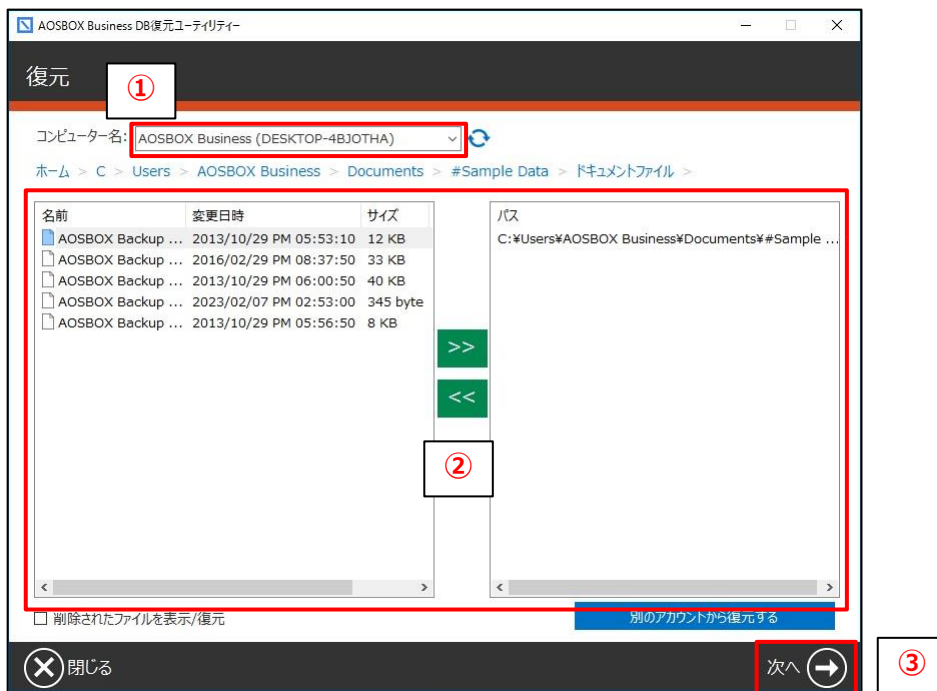 AOSBOX Business DB復元ユーティリティー
復元
①
コンピューター名: AOSBOX Business (DESKTOP-4BJOTHA)
ホーム > C > Users > AOSBOX Business > Documents > #Sample Data > ドキュメントファイル >
名前 変更日時 サイズ
AOSBOX Backup ... 2013/10/29 PM 05:53:10 12 KB
AOSBOX Backup ... 2016/02/29 PM 08:37:50 33 KB
AOSBOX Backup ... 2013/10/29 PM 06:00:50 40 KB
AOSBOX Backup ... 2023/02/07 PM 02:53:00 345 byte
AOSBOX Backup ... 2013/10/29 PM 05:56:50 8 KB
>>
<<
②
パス
C:¥Users¥AOSBOX Business¥Documents¥#Sample ...
削除されたファイルを表示/復元
別のアカウントから復元する
閉じる
次へ
③